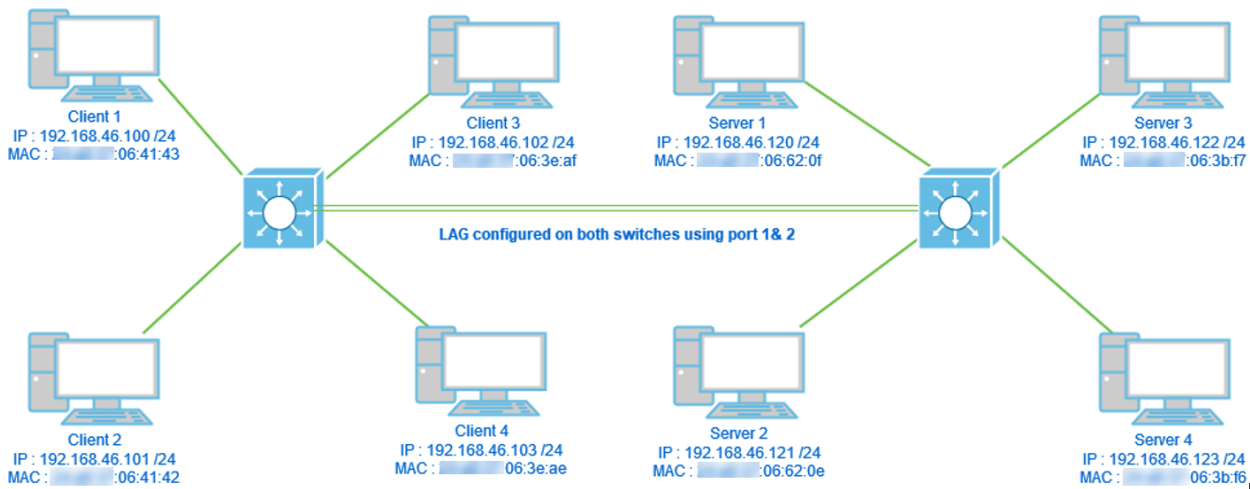 Client 1
IP : 192.168.46.100 /24
MAC : :06:41:43
Client 3
IP : 192.168.46.102 /24
MAC : :06:3e:af
Server 1
IP : 192.168.46.120 /24
MAC : :06:62:0f
Server 3
IP : 192.168.46.122 /24
MAC : :06:3b:f7
LAG configured on both switches using port 1& 2
Client 2
IP : 192.168.46.101 /24
MAC : :06:41:42
Client 4
IP : 192.168.46.103 /24
MAC : 06:3e:ae
Server 2
IP : 192.168.46.121 /24
MAC : :06:62:0e
Server 4
IP : 192.168.46.123 /24
MAC : 06:3b:f6